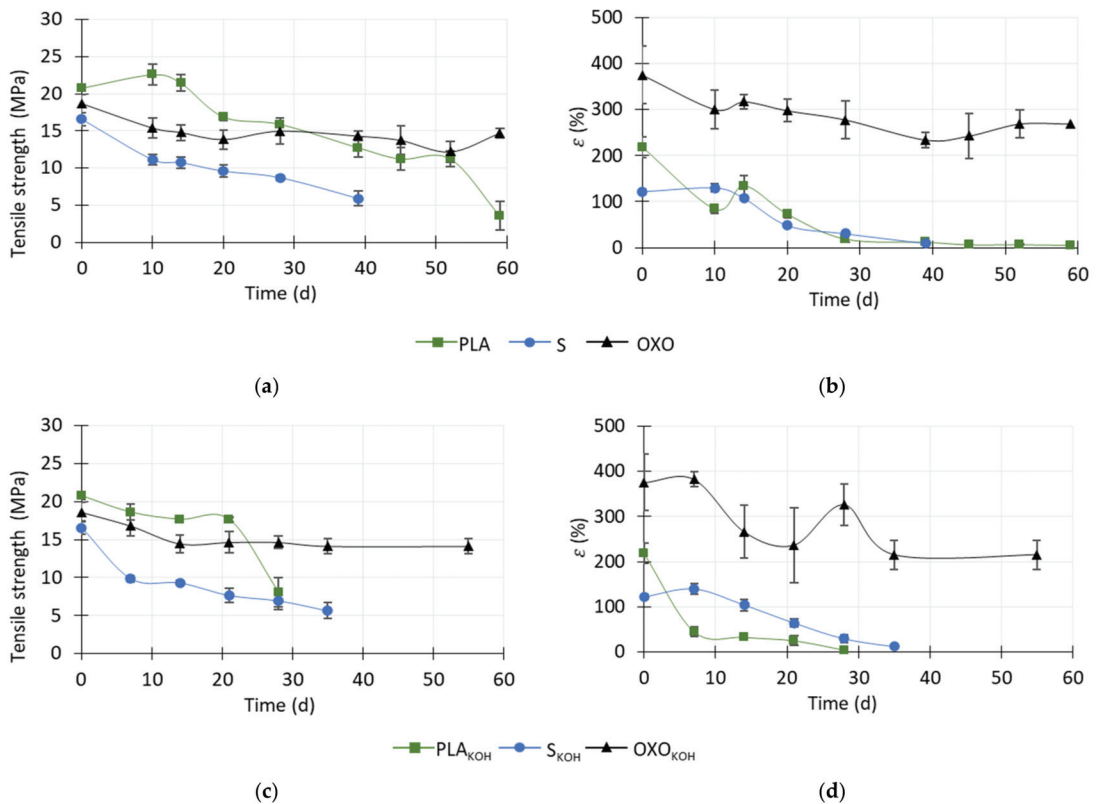 Tensile strength (MPa)
30
25
20
15
10
5
0
0 10 20 30 40 50 60
Time (d)
ε (%)
500
400
300
200
100
0
0 10 20 30 40 50 60
Time (d)
PLA S OXO
(a) (b)
Tensile strength (MPa)
30
25
20
15
10
5
0
0 10 20 30 40 50 60
Time (d)
ε (%)
500
400
300
200
100
0
0 10 20 30 40 50 60
Time (d)
PLAKOH SKOH OXOKOH
(c) (d)